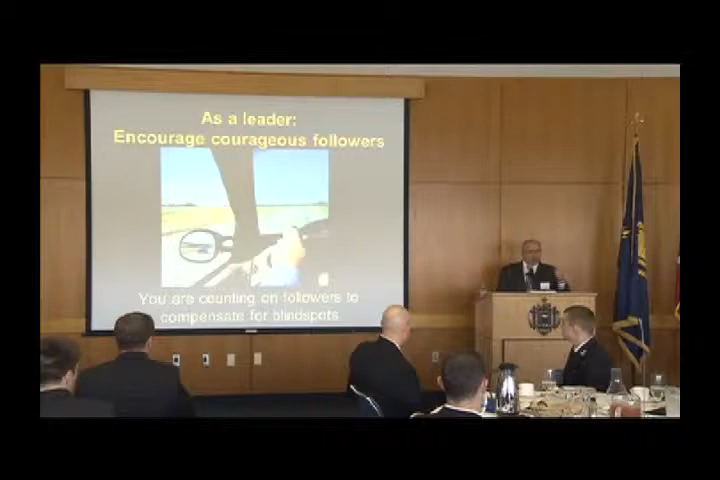 As a leader:
Encourage courageous followers
You are counting on followers to
compensate for blindspots